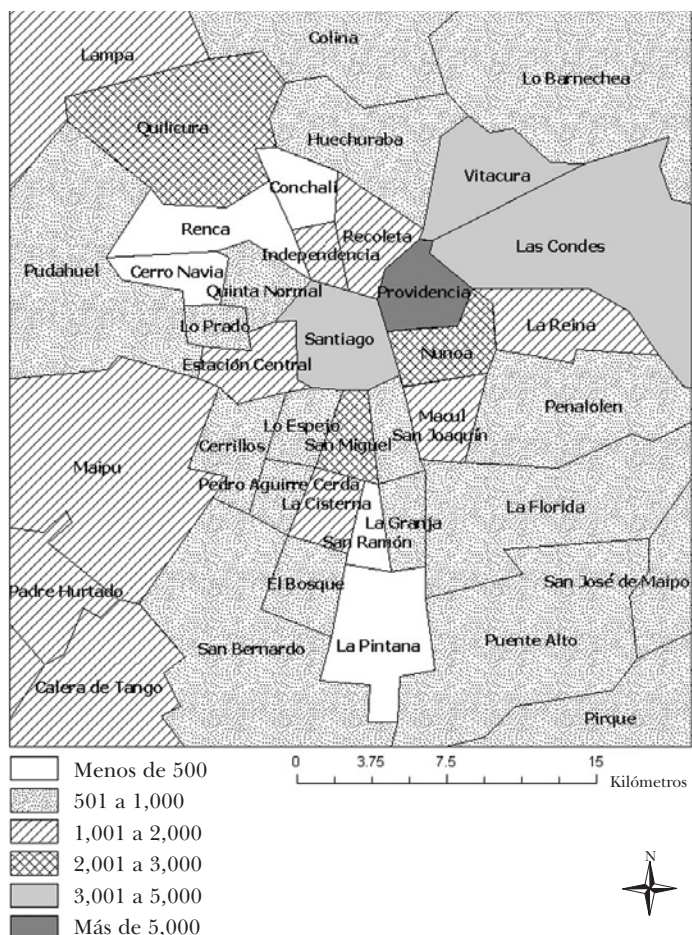 Colina
Lampa
Lo Barnechea
Quilicura
Huechuraba
Vitacura
Conchalí
Renca
Recoleta
Las Condes
Independencia
Pudahuel
Cerro Navia
Quinta Normal
Providencia
Lo Prado
La Reina
Santiago
Nunoa
Estación Central
Penalolen
Macul
Lo Espejo
San Joaquín
Cerrillos
San Miguel
Maipu
Pedro Aguirre Cerda
La Cisterna
La Florida
La Granja
San Ramón
El Bosque
San José de Maipo
Padre Hurtado
Puente Alto
San Bernardo
La Pintana
Calera de Tango
Pirque
Menos de 500
501 a 1,000
1,001 a 2,000
2,001 a 3,000
3,001 a 5,000
Más de 5,000
0 3.75 7.5 15
Kilómetros
N